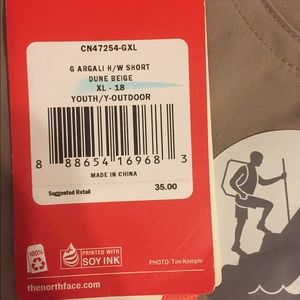 CN47254-GXL
G ARGALI H/W SHORT
DUNE BEIGE
XL - 18
YOUTH/Y-OUTDOOR
8 88654 16968 3
MADE IN CHINA
Suggested Retail 35.00
100%
PRINTED WITH
SOY INK
PHOTO: Tim Kemple
thenorthface.com